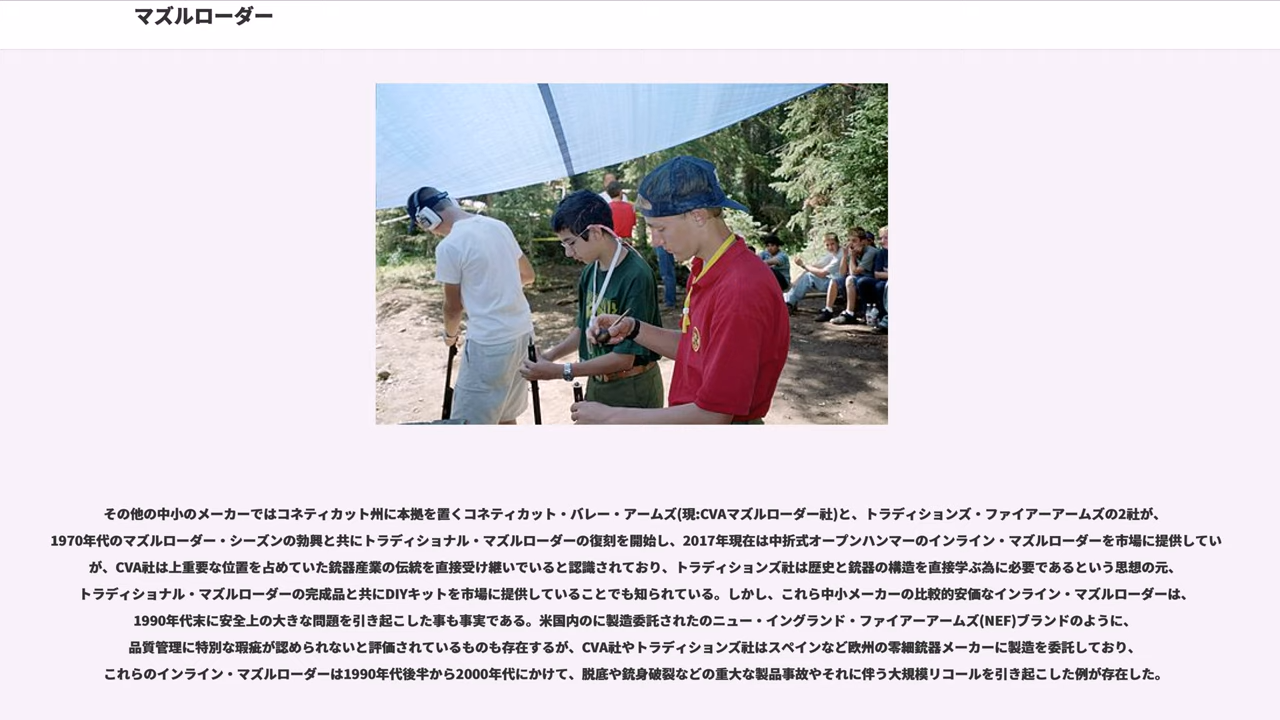 マズルローダー
その他の中小のメーカーではコネティカット州に本拠を置くコネティカット・バレー・アームズ(現:CVAマズルローダー社)と、トラディションズ・ファイアーアームズの2社が、
1970年代のマズルローダー・シーズンの勃興と共にトラディショナル・マズルローダーの復刻を開始し、2017年現在は中折式オープンハンマーのインライン・マズルローダーを市場に提供してい
が、CVA社は上重要な位置を占めていた銃器産業の伝統を直接受け継いでいると認識されており、トラディションズ社は歴史と銃器の構造を直接学ぶ為に必要であるという思想の元、
トラディショナル・マズルローダーの完成品と共にDIYキットを市場に提供していることでも知られている。しかし、これら中小メーカーの比較的安価なインライン・マズルローダーは、
1990年代末に安全上の大きな問題を引き起こした事も事実である。米国内のに製造委託されたのニュー・イングランド・ファイアーアームズ(NEF)ブランドのように、
品質管理に特別な瑕疵が認められないと評価されているものも存在するが、CVA社やトラディションズ社はスペインなど欧州の零細銃器メーカーに製造を委託しており、
これらのインライン・マズルローダーは1990年代後半から2000年代にかけて、脱底や銃身破裂などの重大な製品事故やそれに伴う大規模リコールを引き起こした例が存在した。